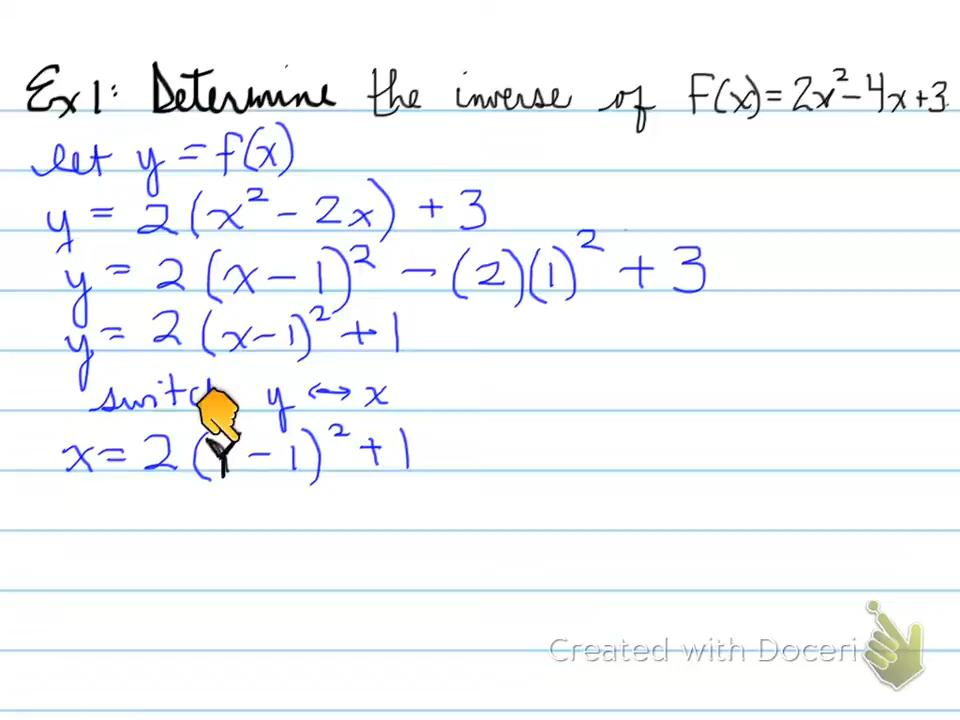 Ex1: Determine the inverse of F(x)=2x²-4x+3
let y = f(x)
y = 2(x² - 2x) + 3
y = 2(x - 1)² - (2)(1)² + 3
y = 2(x-1)² + 1
switch y ↔ x
x = 2(Y - 1)² + 1
Created with Doceri